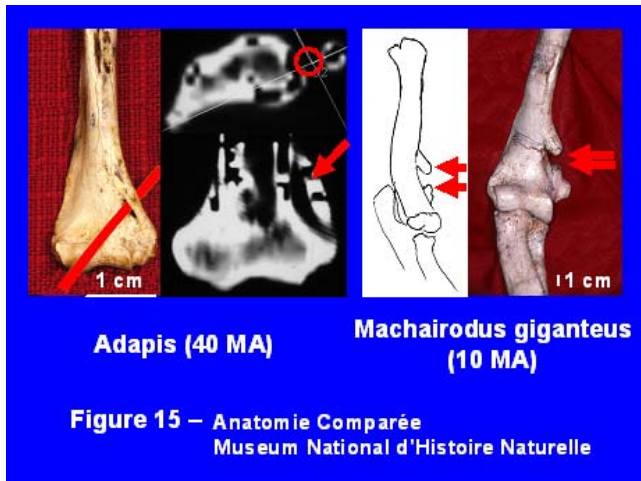 1 cm
1 cm
Adapis (40 MA)
Machairodus giganteus
(10 MA)
Figure 15 – Anatomie Comparée
Museum National d'Histoire Naturelle